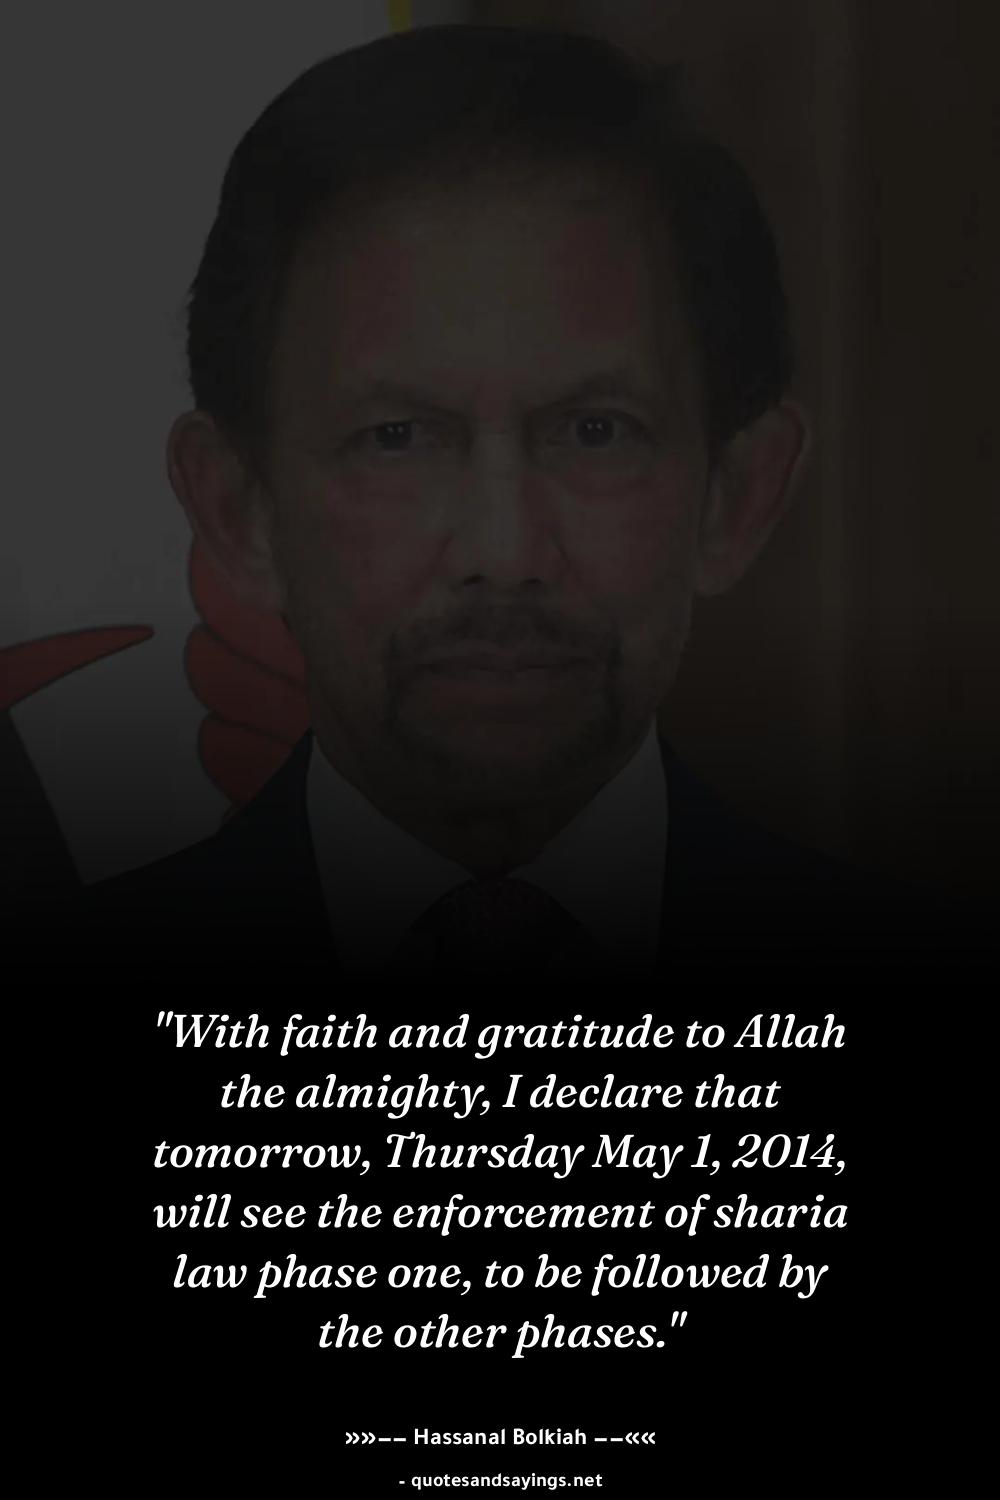 "With faith and gratitude to Allah
the almighty, I declare that
tomorrow, Thursday May 1, 2014,
will see the enforcement of sharia
law phase one, to be followed by
the other phases."
»»−− Hassanal Bolkiah −−««
- quotesandsayings.net